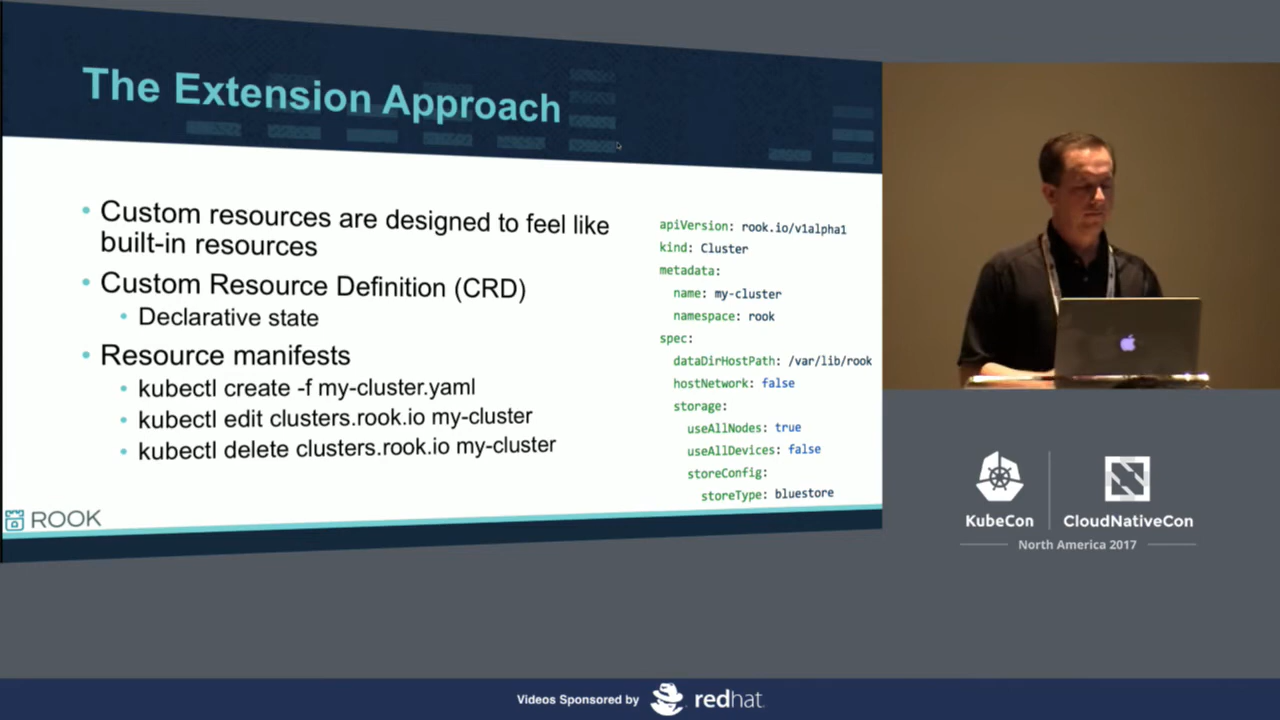 The Extension Approach
• Custom resources are designed to feel like
built-in resources
• Custom Resource Definition (CRD)
• Declarative state
• Resource manifests
• kubectl create -f my-cluster.yaml
• kubectl edit clusters.rook.io my-cluster
• kubectl delete clusters.rook.io my-cluster
apiVersion: rook.io/v1alpha1
kind: Cluster
metadata:
name: my-cluster
namespace: rook
spec:
dataDirHostPath: /var/lib/rook
hostNetwork: false
storage:
useAllNodes: true
useAllDevices: false
storeConfig:
storeType: bluestore
ROOK
KubeCon
CloudNativeCon
North America 2017
Videos Sponsored by
redhat